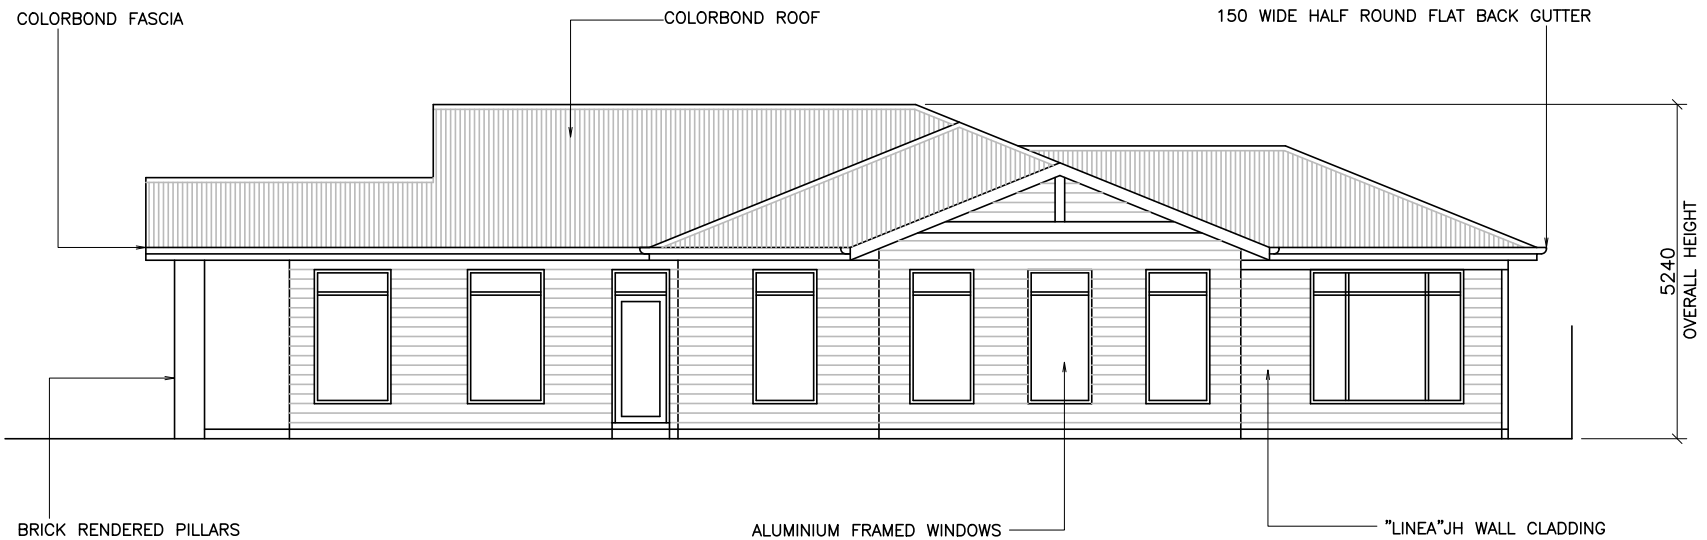 COLORBOND FASCIA
COLORBOND ROOF
150 WIDE HALF ROUND FLAT BACK GUTTER
5240
OVERALL HEIGHT
BRICK RENDERED PILLARS
ALUMINIUM FRAMED WINDOWS
"LINEA"JH WALL CLADDING